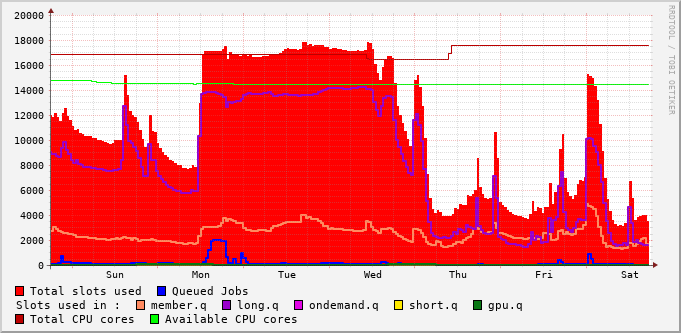 RRDTOOL / TOBI OETIKER
20000
18000
16000
14000
12000
10000
8000
6000
4000
2000
0
Sun Mon Tue Wed Thu Fri Sat
Total slots used Queued Jobs
Slots used in : member.q long.q ondemand.q short.q gpu.q
Total CPU cores Available CPU cores